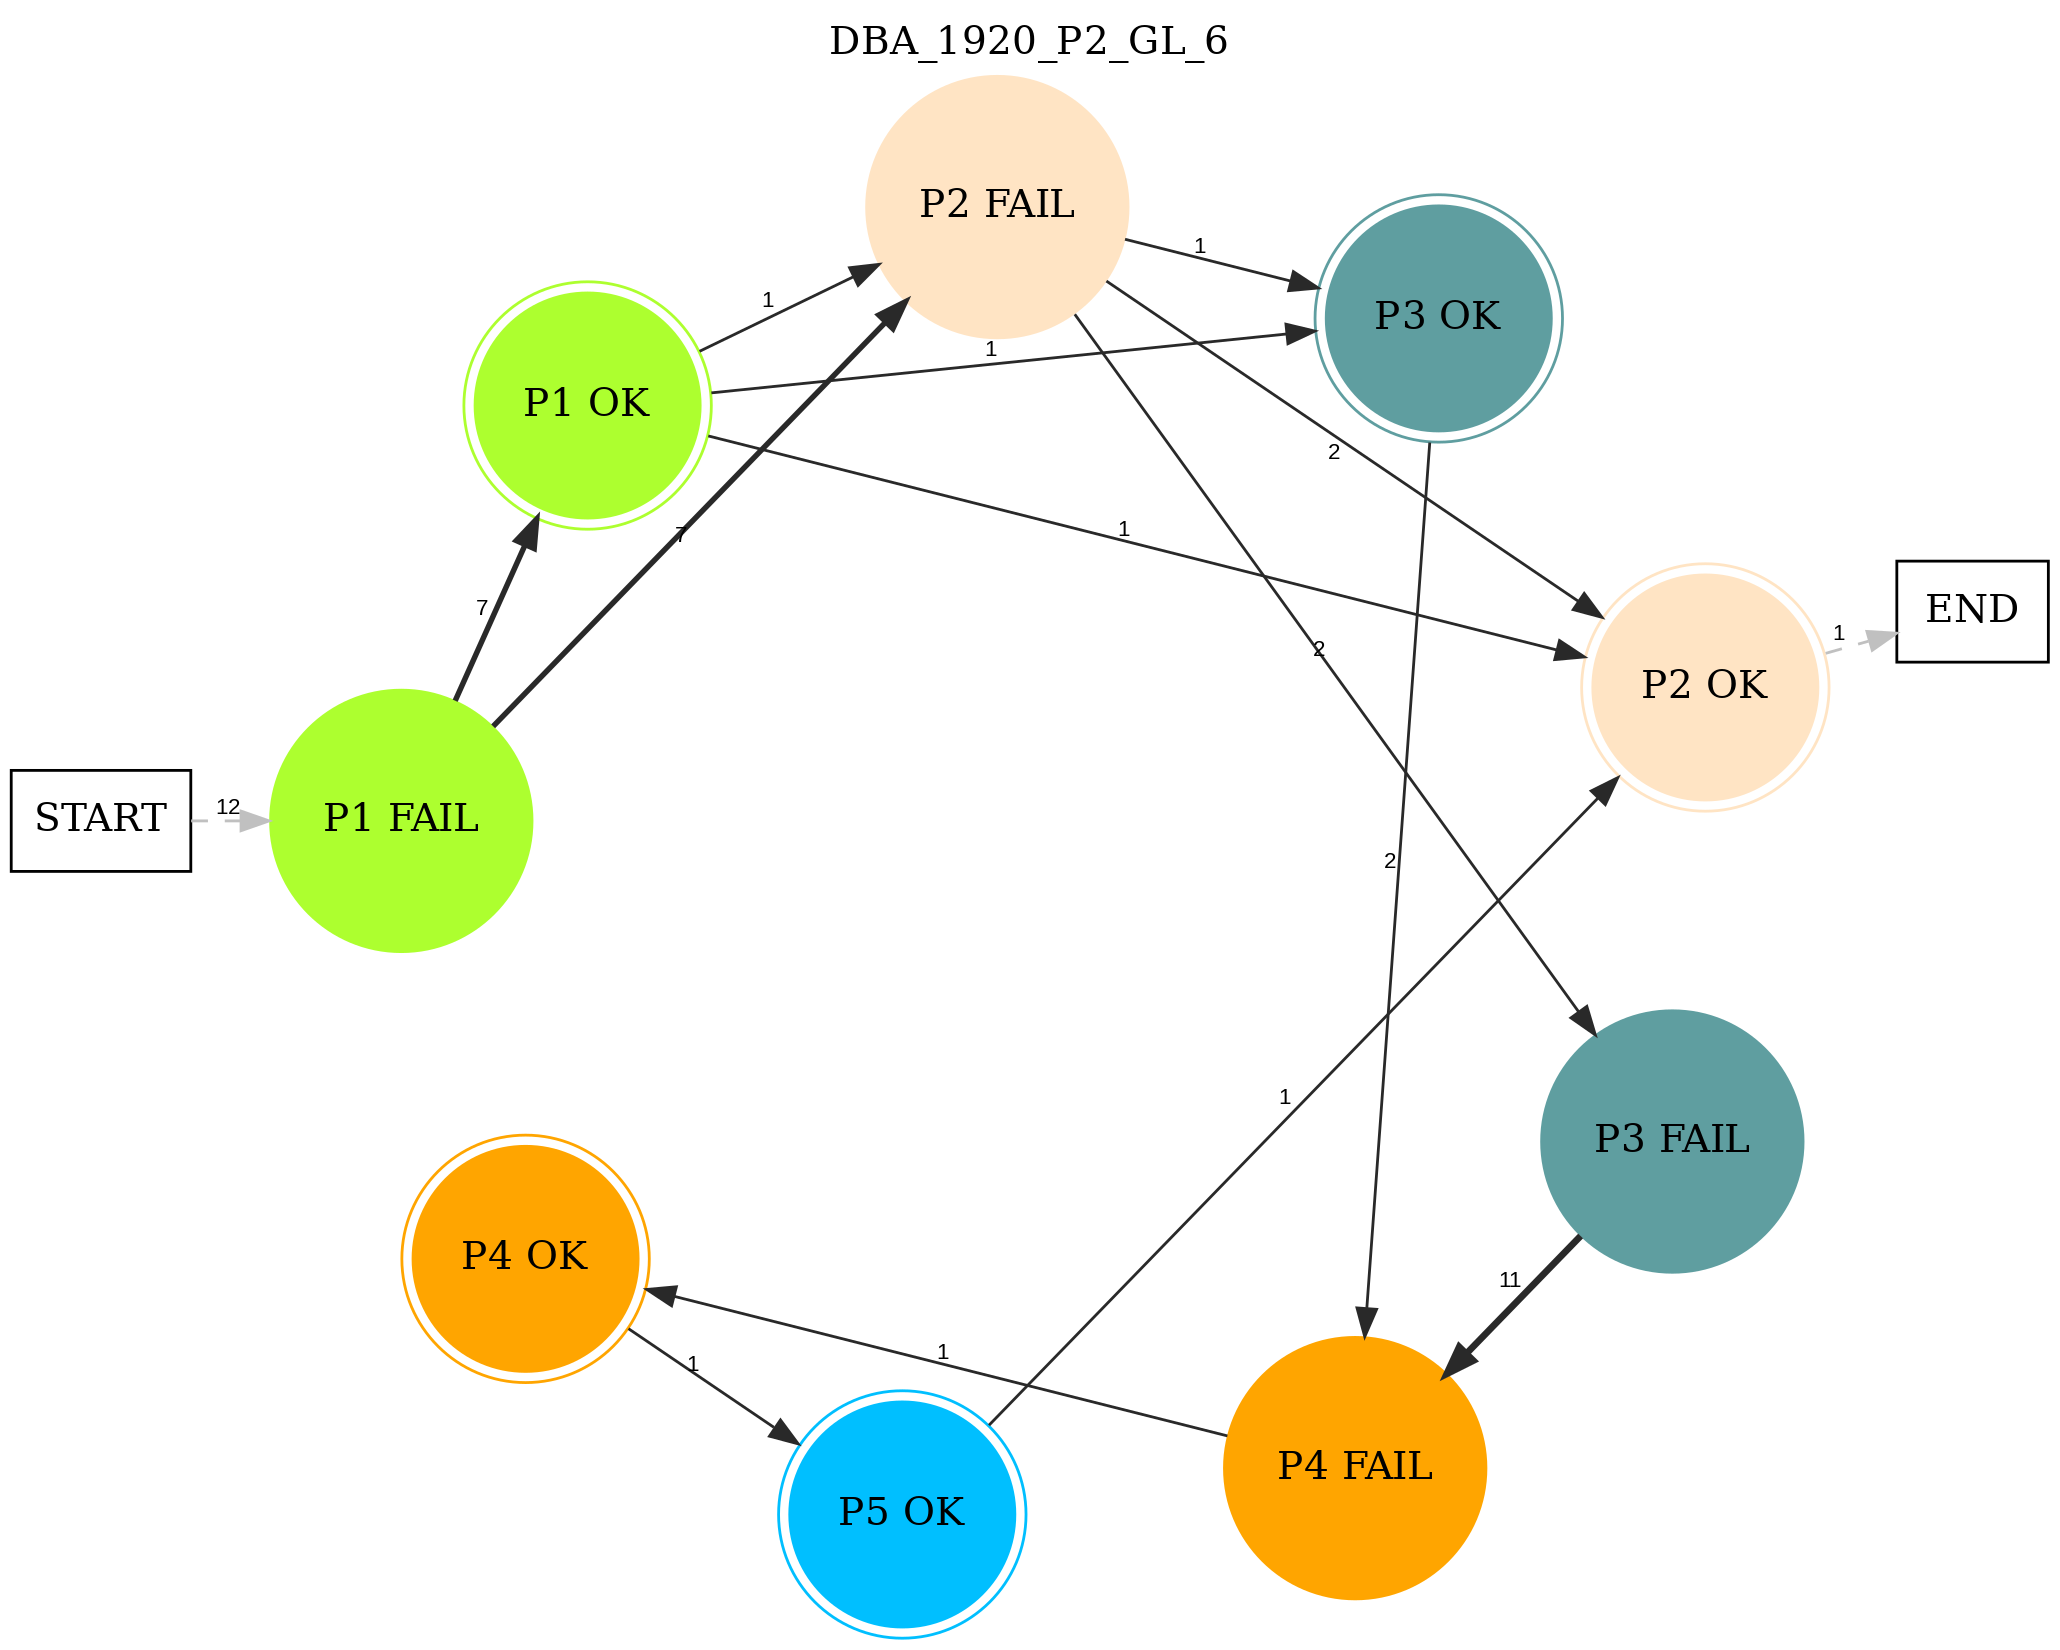 DBA_1920_P2_GL_6
P2 FAIL
1
P3 OK
1
1
P1 OK
2
1
7
END
1
7
2
P2 OK
START
12
P1 FAIL
2
1
P3 FAIL
P4 OK
11
1
1
P4 FAIL
P5 OK